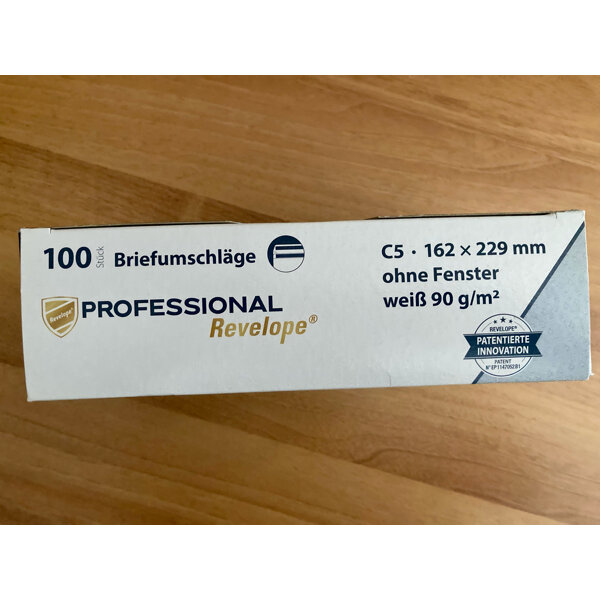 100 Stück Briefumschläge
C5 · 162 × 229 mm
ohne Fenster
weiß 90 g/m²
Revelope®
PROFESSIONAL
Revelope®
REVELOPE®
PATENTIERTE
INNOVATION
PATENT
N° EP1147052B1